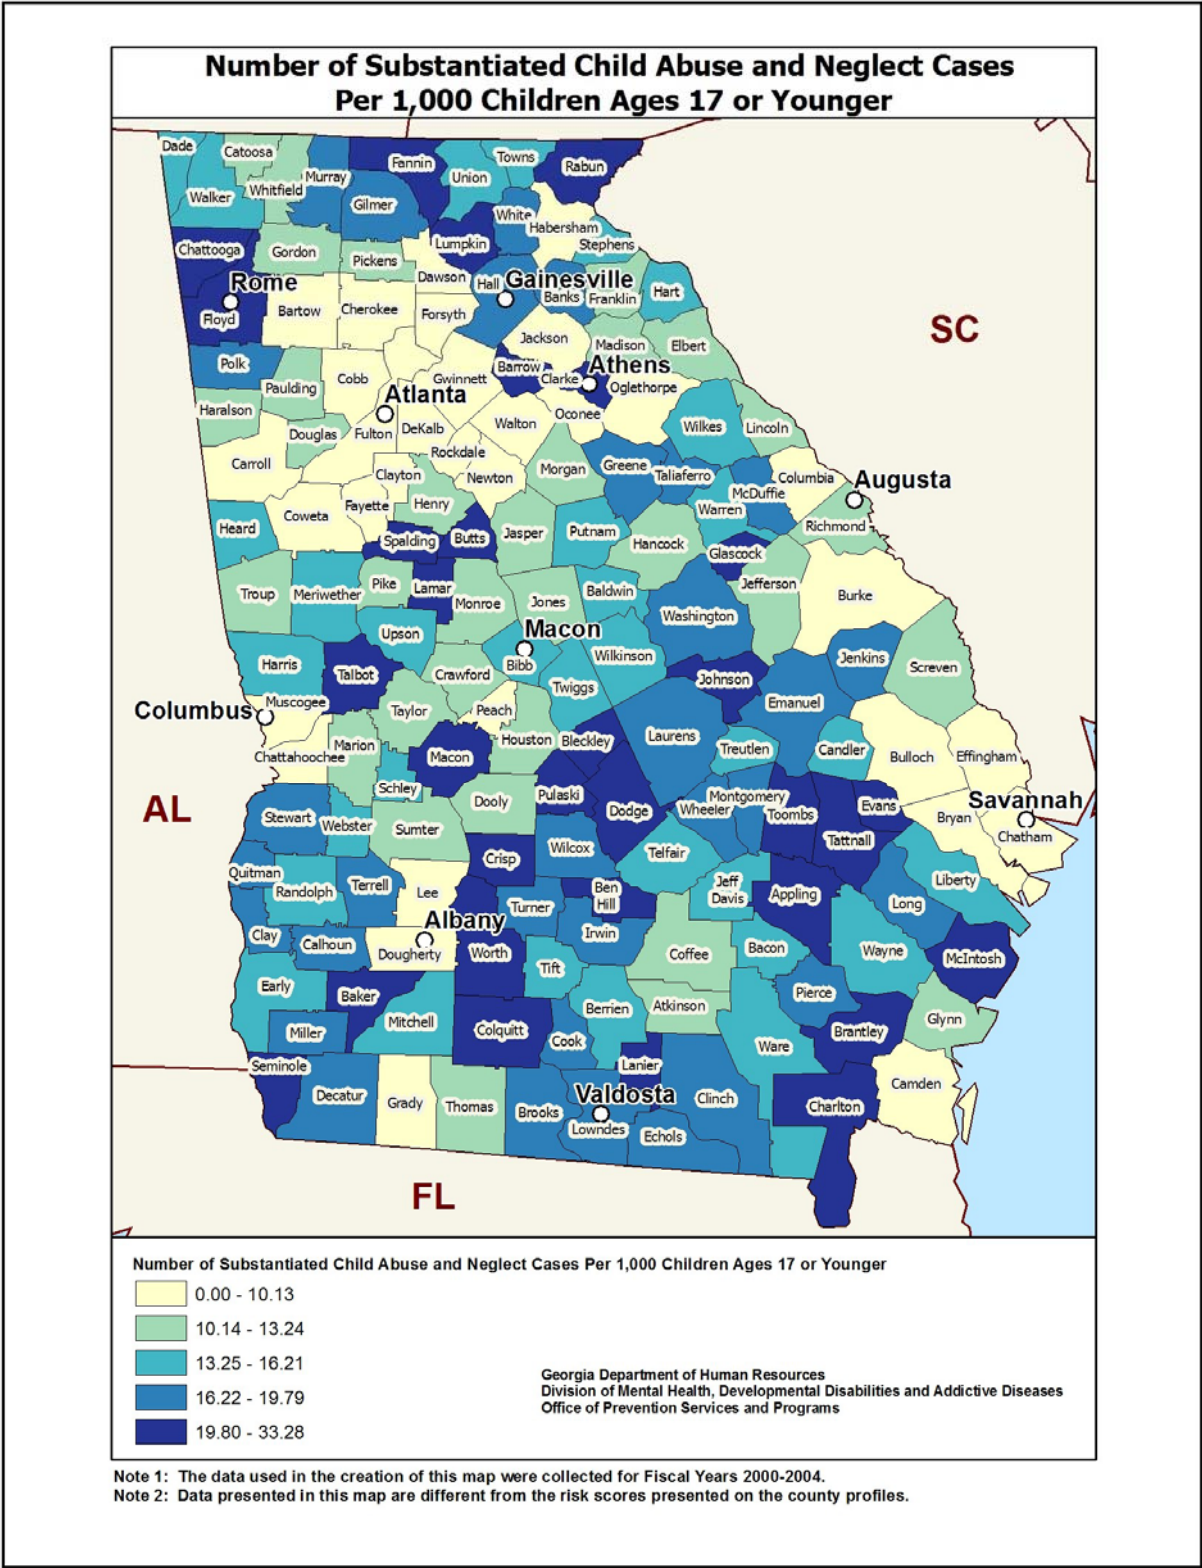 Number of Substantiated Child Abuse and Neglect Cases
Per 1,000 Children Ages 17 or Younger
Dade
Catoosa
Whitfield
Murray
Fannin
Union
Towns
Rabun
Walker
Gilmer
White
Habersham
Stephens
Chattooga
Gordon
Pickens
Lumpkin
Dawson
Hall
Gainesville
Banks
Franklin
Hart
Rome
Floyd
Bartow
Cherokee
Forsyth
Jackson
Madison
Elbert
SC
Polk
Paulding
Cobb
Gwinnett
Barrow
Clarke
Athens
Oglethorpe
Haralson
Atlanta
Douglas
Fulton
DeKalb
Walton
Oconee
Wilkes
Lincoln
Carroll
Rockdale
Clayton
Newton
Morgan
Greene
Taliaferro
McDuffie
Columbia
Augusta
Coweta
Fayette
Henry
Warren
Richmond
Heard
Spalding
Butts
Jasper
Putnam
Hancock
Glascock
Troup
Meriwether
Pike
Lamar
Monroe
Jones
Baldwin
Jefferson
Burke
Washington
Upson
Macon
Bibb
Wilkinson
Jenkins
Screven
Harris
Talbot
Crawford
Twiggs
Johnson
Emanuel
Columbus
Muscogee
Taylor
Peach
Houston
Bleckley
Laurens
Treutlen
Candler
Bulloch
Effingham
Chattahoochee
Marion
Macon
Schley
Dooly
Pulaski
Dodge
Wheeler
Montgomery
Toombs
Evans
Tattnall
Bryan
Savannah
Chatham
AL
Stewart
Webster
Sumter
Crisp
Wilcox
Telfair
Quitman
Randolph
Terrell
Lee
Turner
Ben
Hill
Jeff
Davis
Appling
Long
Liberty
Clay
Calhoun
Albany
Dougherty
Worth
Tift
Irwin
Coffee
Bacon
Wayne
McIntosh
Early
Baker
Mitchell
Colquitt
Berrien
Atkinson
Pierce
Glynn
Miller
Cook
Ware
Brantley
Seminole
Decatur
Grady
Thomas
Brooks
Lanier
Valdosta
Lowndes
Echols
Clinch
Charlton
Camden
FL
Number of Substantiated Child Abuse and Neglect Cases Per 1,000 Children Ages 17 or Younger
0.00 - 10.13
10.14 - 13.24
13.25 - 16.21
16.22 - 19.79
19.80 - 33.28
Georgia Department of Human Resources
Division of Mental Health, Developmental Disabilities and Addictive Diseases
Office of Prevention Services and Programs
Note 1: The data used in the creation of this map were collected for Fiscal Years 2000-2004.
Note 2: Data presented in this map are different from the risk scores presented on the county profiles.